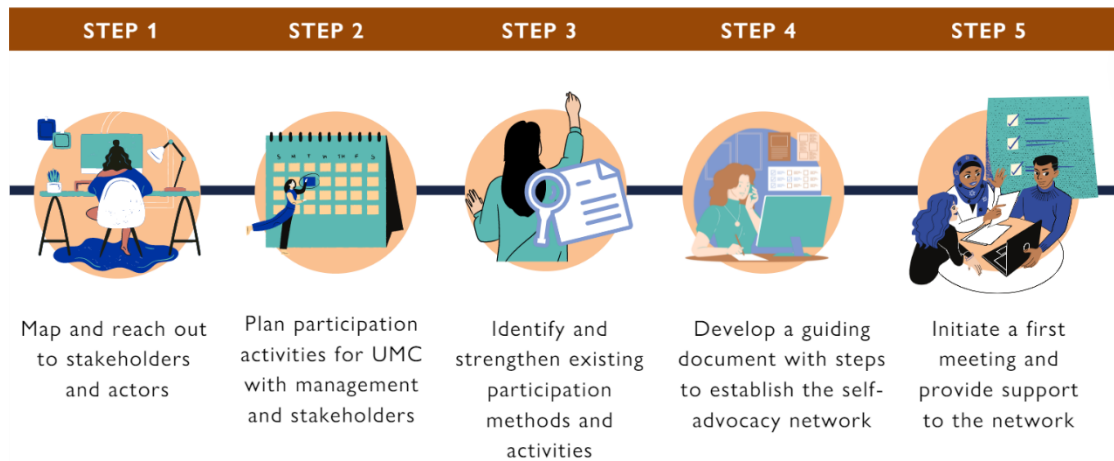 STEP 1
STEP 2
STEP 3
STEP 4
STEP 5
Map and reach out
to stakeholders
and actors
Plan participation
activities for UMC
with management
and stakeholders
Identify and
strengthen existing
participation
methods and
activities
Develop a guiding
document with steps
to establish the self-
advocacy network
Initiate a first
meeting and
provide support
to the network